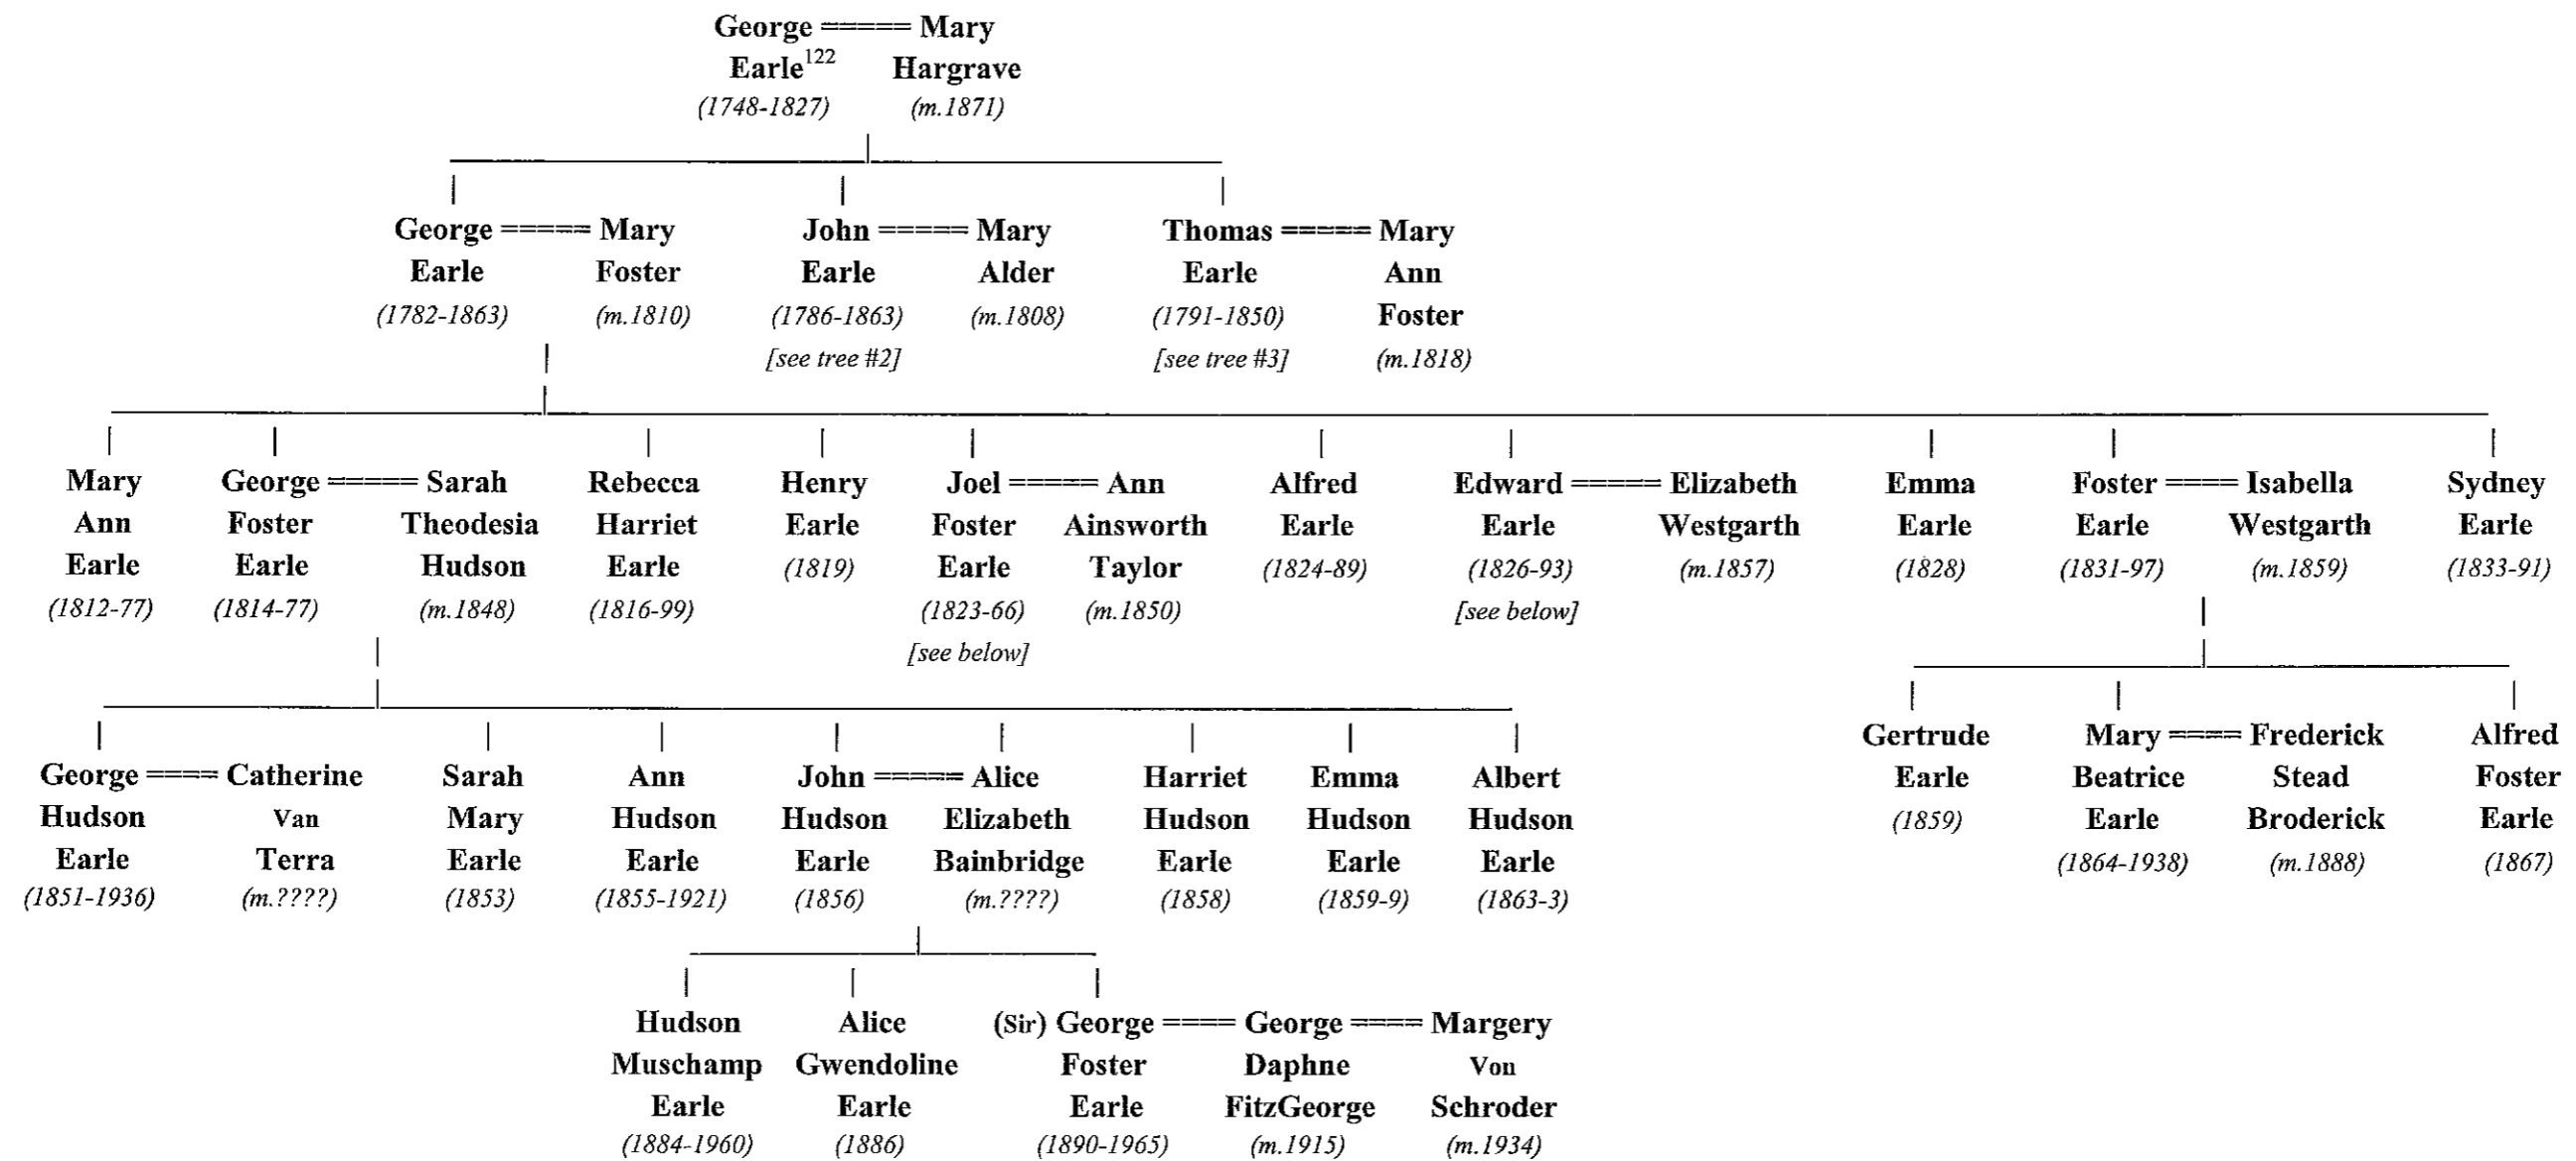 George ===== Mary
Earle122 Hargrave
(1748-1827) (m.1871)
George ===== Mary John ===== Mary Thomas ===== Mary
Earle Foster Earle Alder Earle Ann
(1782-1863) (m.1810) (1786-1863) (m.1808) (1791-1850) Foster
[see tree #2] [see tree #3] (m.1818)
Mary George ===== Sarah Rebecca Henry Joel ===== Ann Alfred Edward ===== Elizabeth Emma Foster ==== Isabella Sydney
Ann Foster Theodesia Harriet Earle Foster Ainsworth Earle Earle Westgarth Earle Earle Westgarth Earle
Earle Earle Hudson Earle (1819) Earle Taylor (1824-89) (1826-93) (m.1857) (1828) (1831-97) (m.1859) (1833-91)
(1812-77) (1814-77) (m.1848) (1816-99) (1823-66) (m.1850) [see below]
[see below]
Gertrude Mary ==== Frederick Alfred
George ==== Catherine Sarah Ann John ===== Alice Harriet Emma Albert Earle Beatrice Stead Foster
Hudson Van Mary Hudson Hudson Elizabeth Hudson Hudson Hudson (1859) Earle Broderick Earle
Earle Terra Earle Earle Earle Bainbridge Earle Earle Earle (1864-1938) (m.1888) (1867)
(1851-1936) (m.????) (1853) (1855-1921) (1856) (m.????) (1858) (1859-9) (1863-3)
Hudson Alice (Sir) George ==== George ==== Margery
Muschamp Gwendoline Foster Daphne Von
Earle Earle Earle FitzGeorge Schroder
(1884-1960) (1886) (1890-1965) (m.1915) (m.1934)